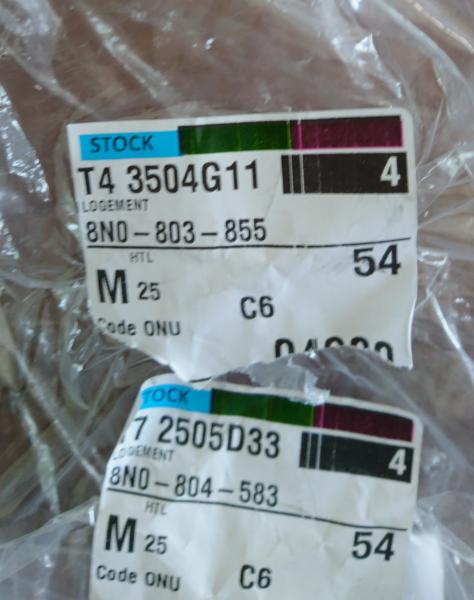 STOCK
T4 3504G11 4
LOGEMENT
8N0-803-855
HTL 54
M 25 C6
Code ONU
STOCK
7 2505D33 4
LOGEMENT
8N0-804-583
HTL
M 25 54
Code ONU C6